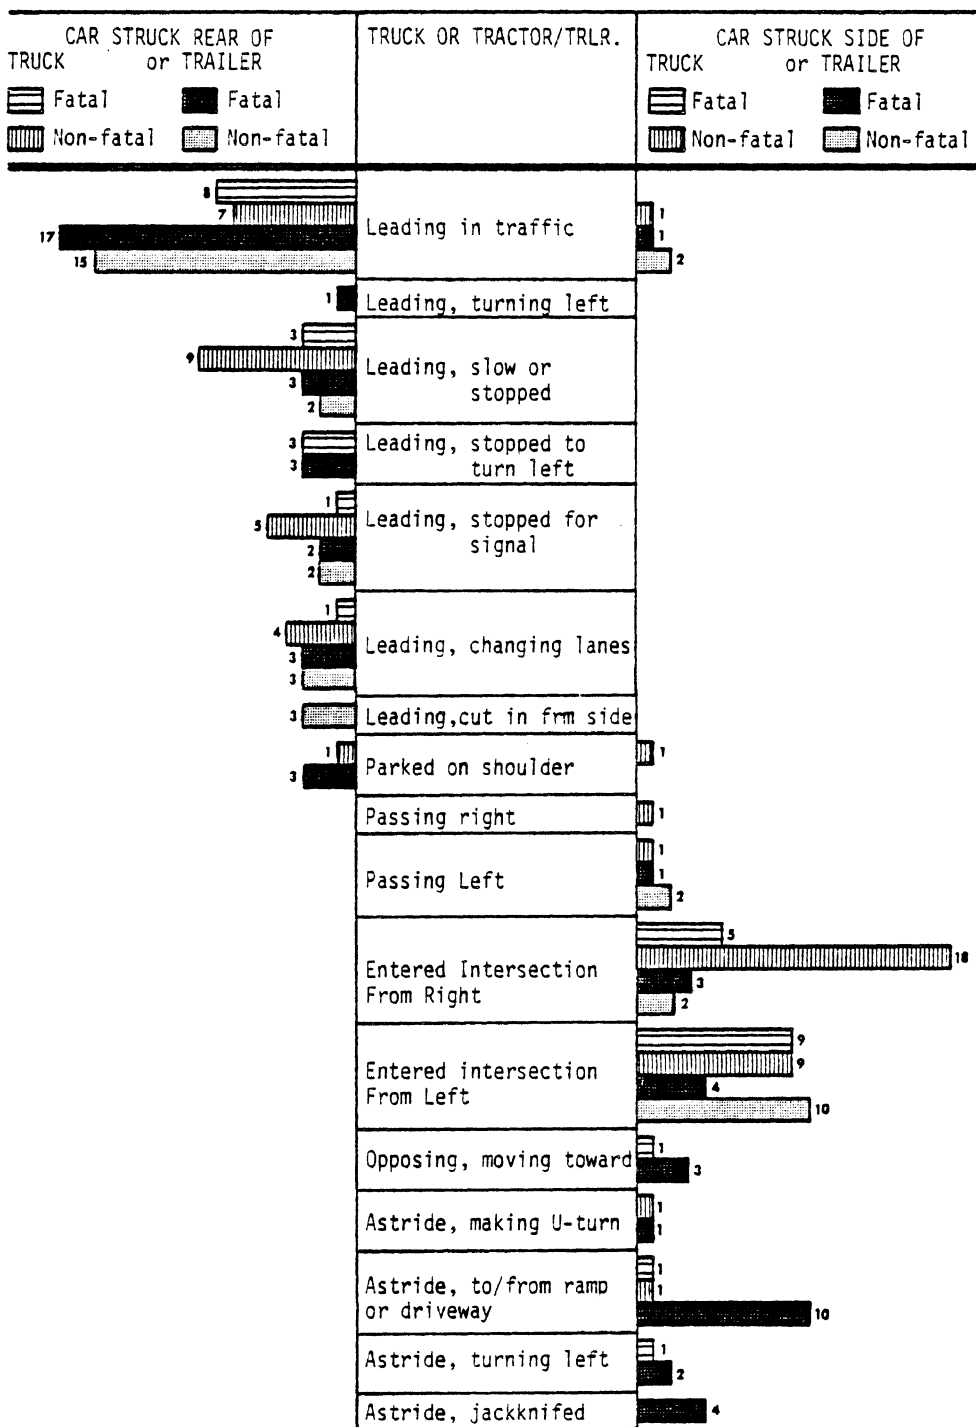 CAR STRUCK REAR OF
TRUCK or TRAILER
Fatal Fatal
Non-fatal Non-fatal
TRUCK OR TRACTOR/TRLR.
CAR STRUCK SIDE OF
TRUCK or TRAILER
Fatal Fatal
Non-fatal Non-fatal
8
7
17
15
Leading in traffic
1
1
2
1
Leading, turning left
3
9
3
2
Leading, slow or
stopped
3
3
Leading, stopped to
turn left
1
5
2
2
Leading, stopped for
signal
1
4
3
3
Leading, changing lanes
3
Leading,cut in frm side
1
3
Parked on shoulder
1
Passing right
1
Passing Left
1
1
2
Entered Intersection
From Right
5
18
3
2
Entered intersection
From Left
9
9
4
10
Opposing, moving toward
1
3
Astride, making U-turn
1
1
Astride, to/from ramp
or driveway
1
1
10
Astride, turning left
1
2
Astride, jackknifed
4